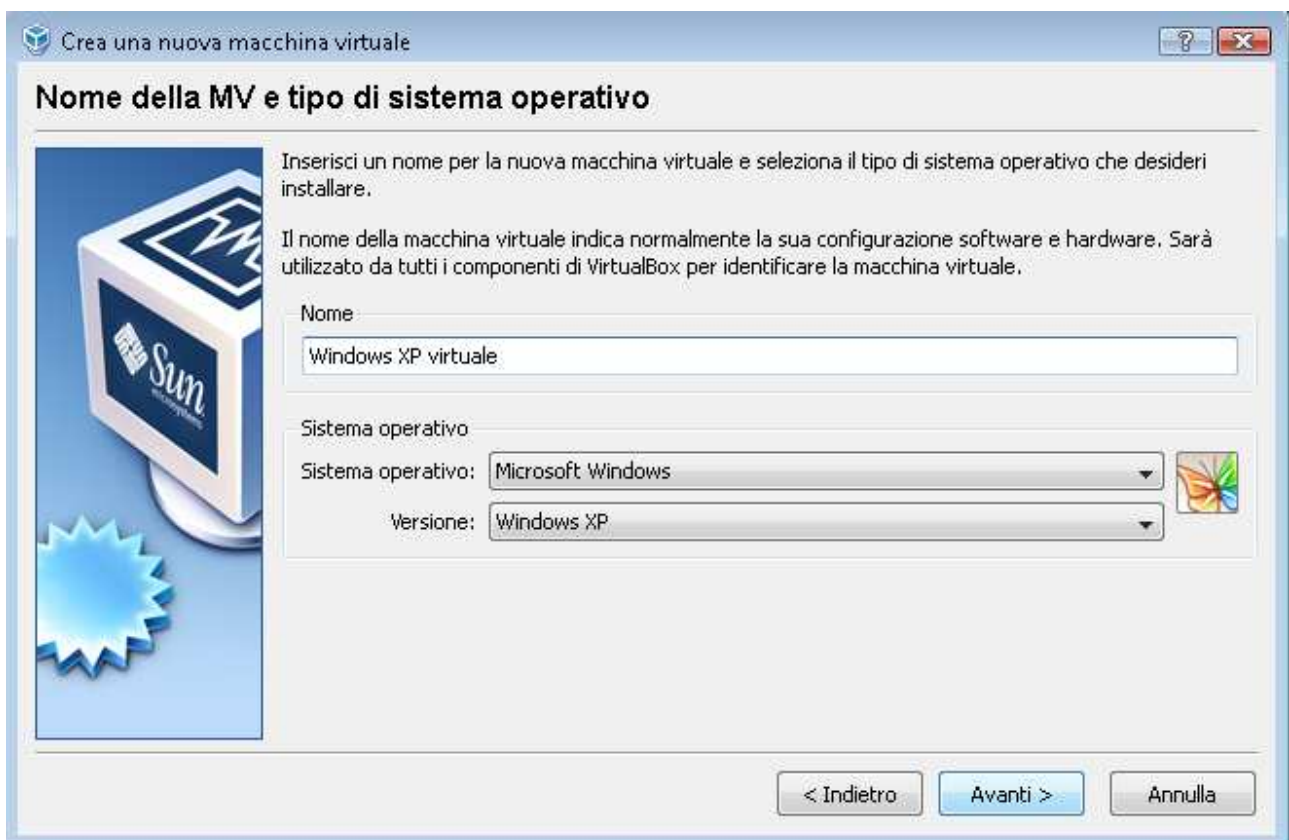 Crea una nuova macchina virtuale
Nome della MV e tipo di sistema operativo
Inserisci un nome per la nuova macchina virtuale e seleziona il tipo di sistema operativo che desideri
installare.
Il nome della macchina virtuale indica normalmente la sua configurazione software e hardware. Sarà
utilizzato da tutti i componenti di VirtualBox per identificare la macchina virtuale.
Nome
Windows XP virtuale
Sistema operativo
Sistema operativo: Microsoft Windows
Versione: Windows XP
Sun
microsystems
< Indietro Avanti > Annulla